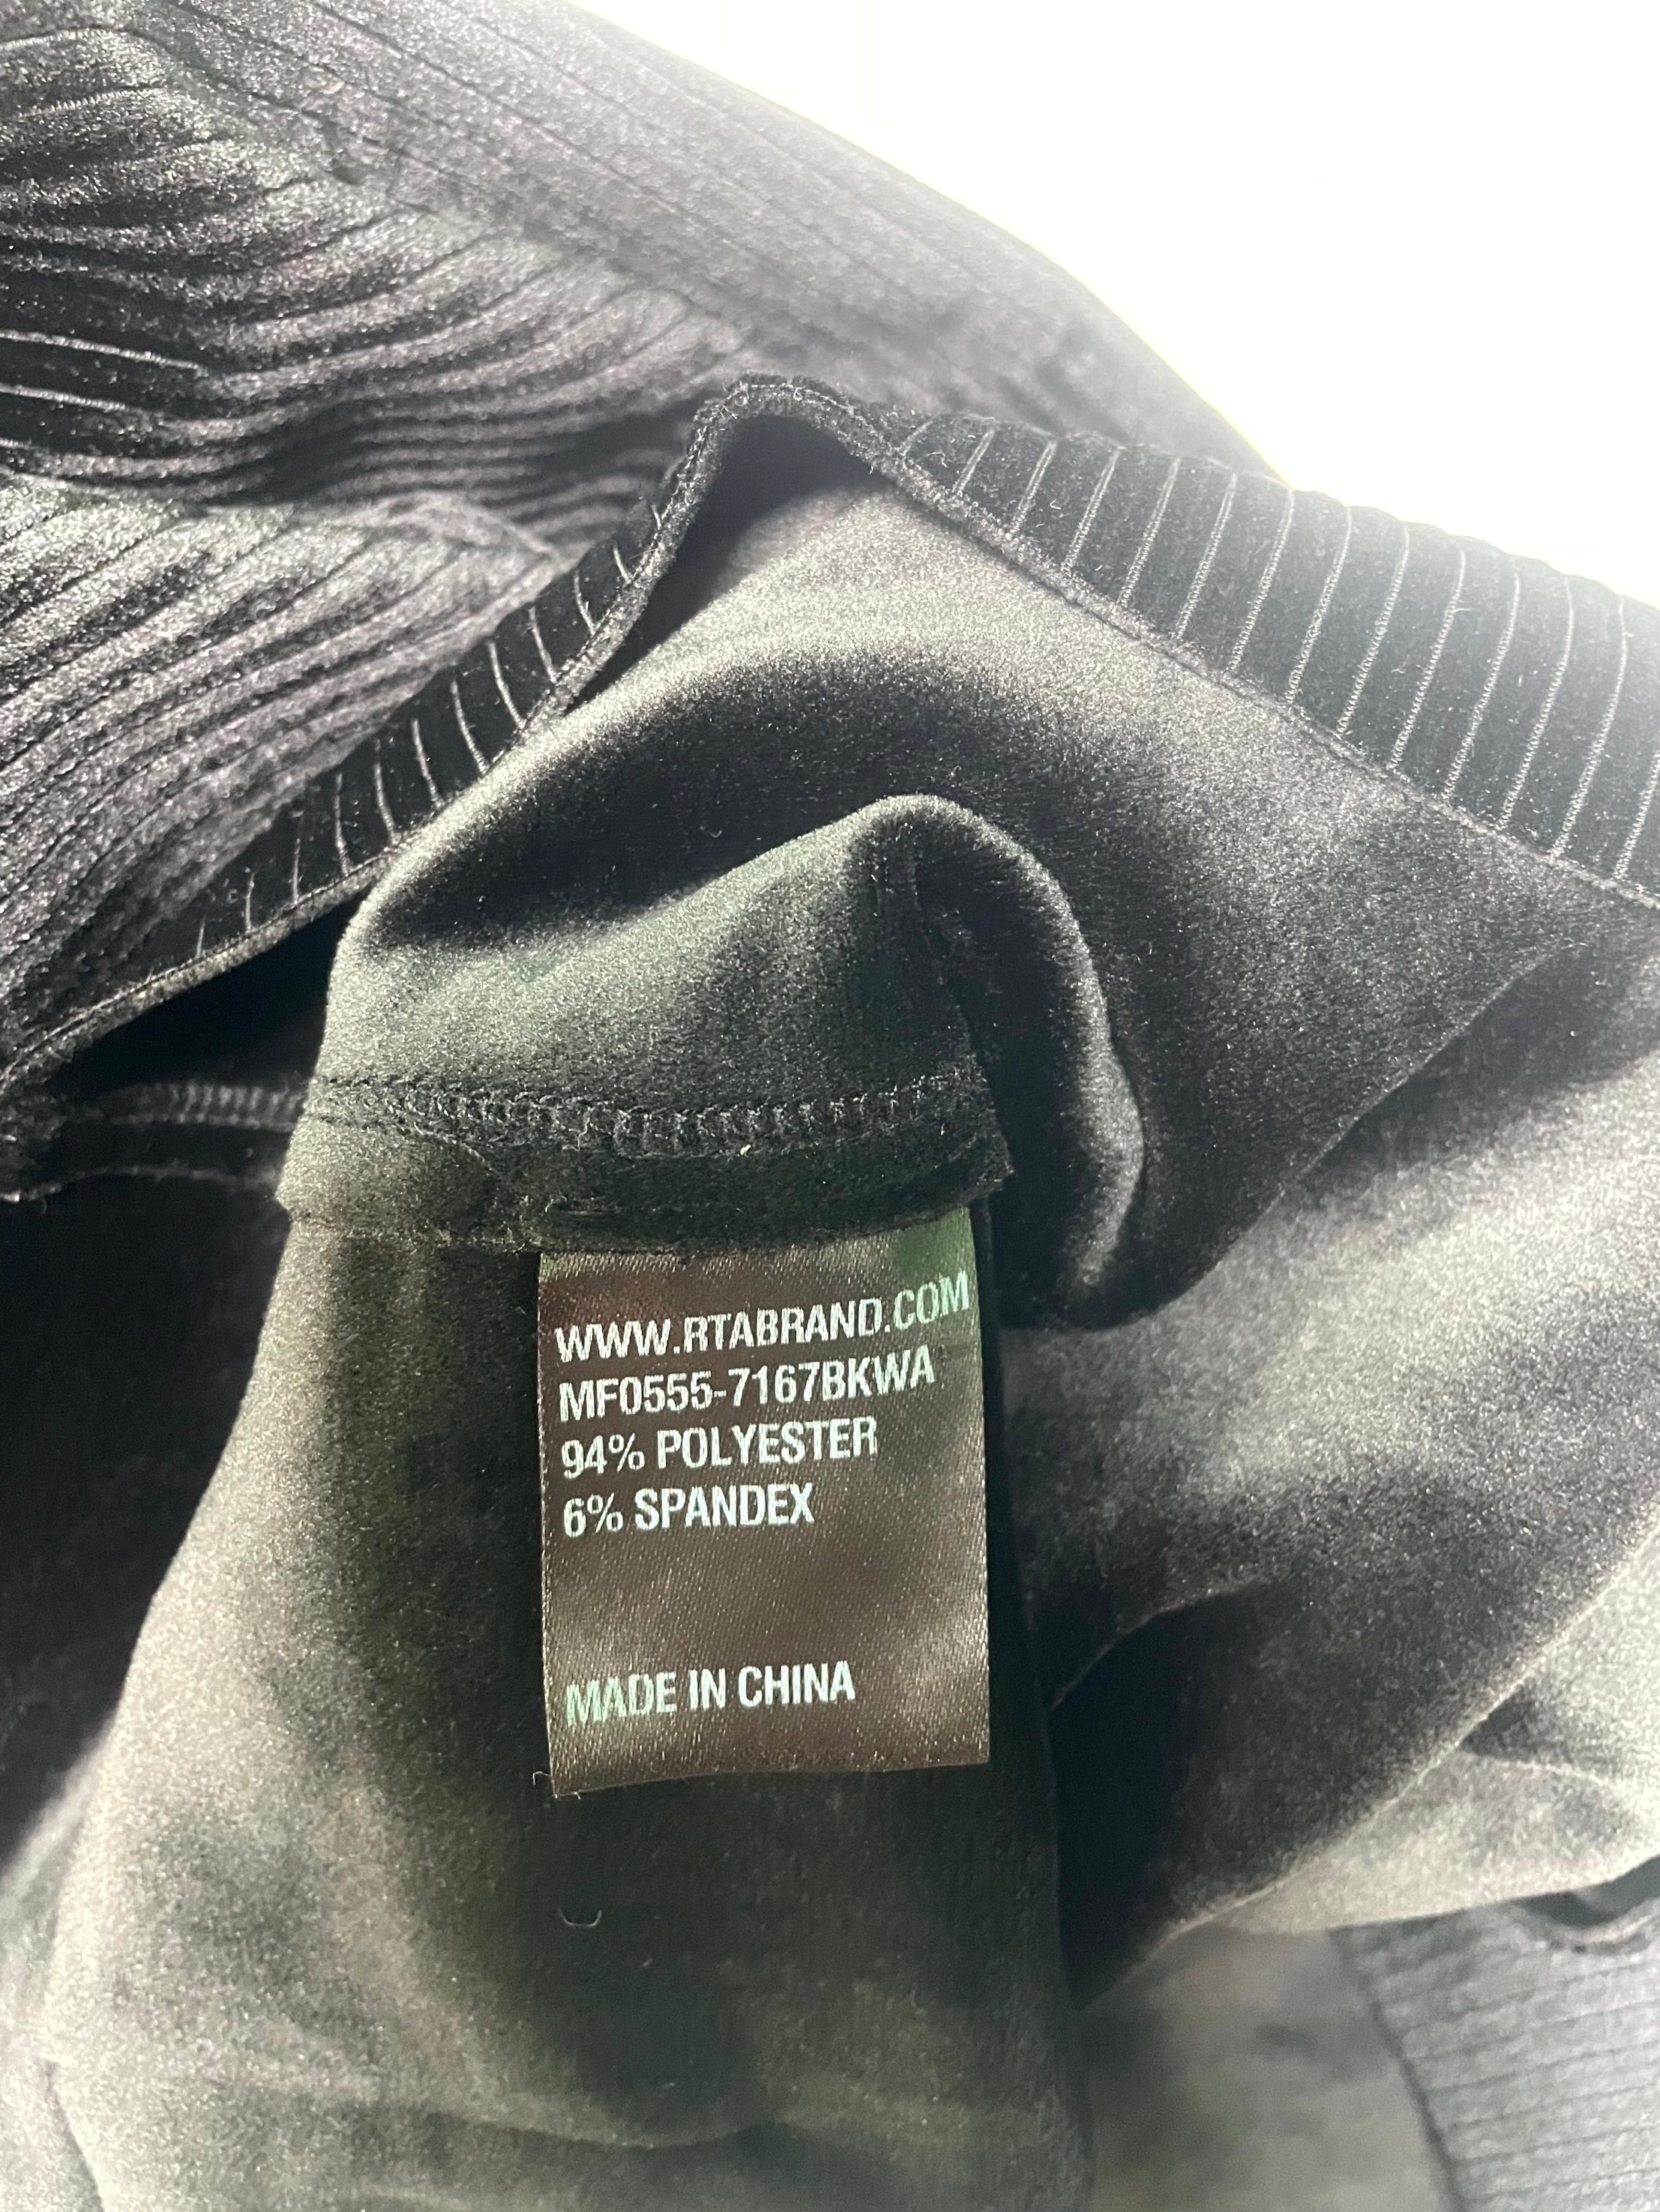 WWW.RTABRAND.COM
MF0555-7167BKWA
94% POLYESTER
6% SPANDEX
MADE IN CHINA